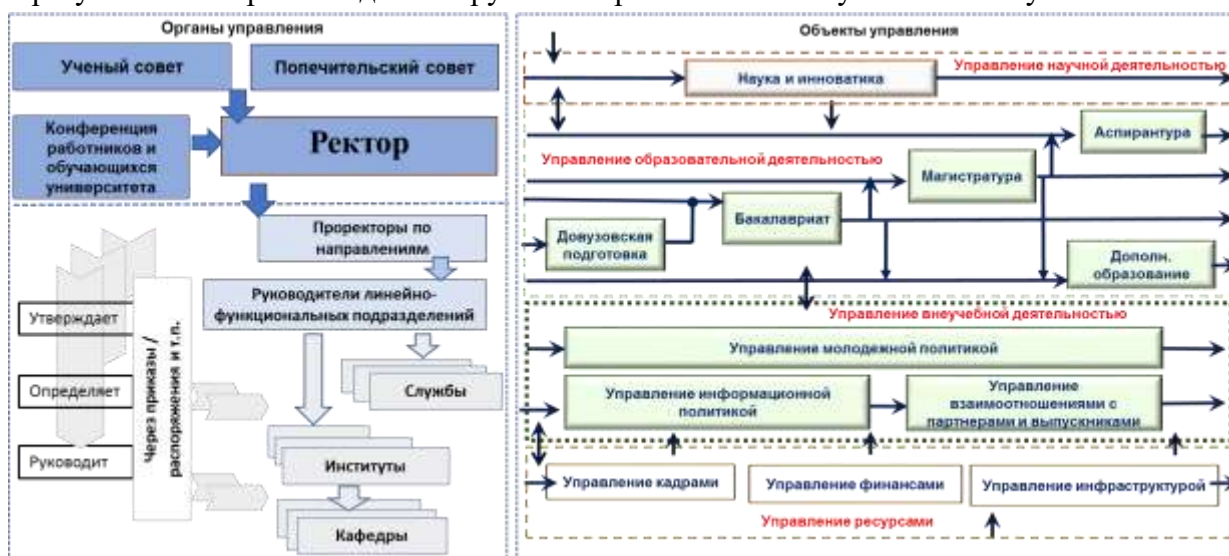 Органы управления
Ученый совет
Попечительский совет
Конференция
работников и
обучающихся
университета
Ректор
Проректоры по
направлениям
Руководители линейно-
функциональных подразделений
Утверждает
Определяет
Руководит
Через приказы /
распоряжения и т.п.
Службы
Институты
Кафедры
Объекты управления
Наука и инноватика
Управление научной деятельностью
Аспирантура
Управление образовательной деятельностью
Магистратура
Бакалавриат
Довузовская
подготовка
Дополн.
образование
Управление внеучебной деятельностью
Управление молодежной политикой
Управление информационной
политикой
Управление
взаимоотношениями с
партнерами и выпускниками
Управление кадрами
Управление финансами
Управление инфраструктурой
Управление ресурсами